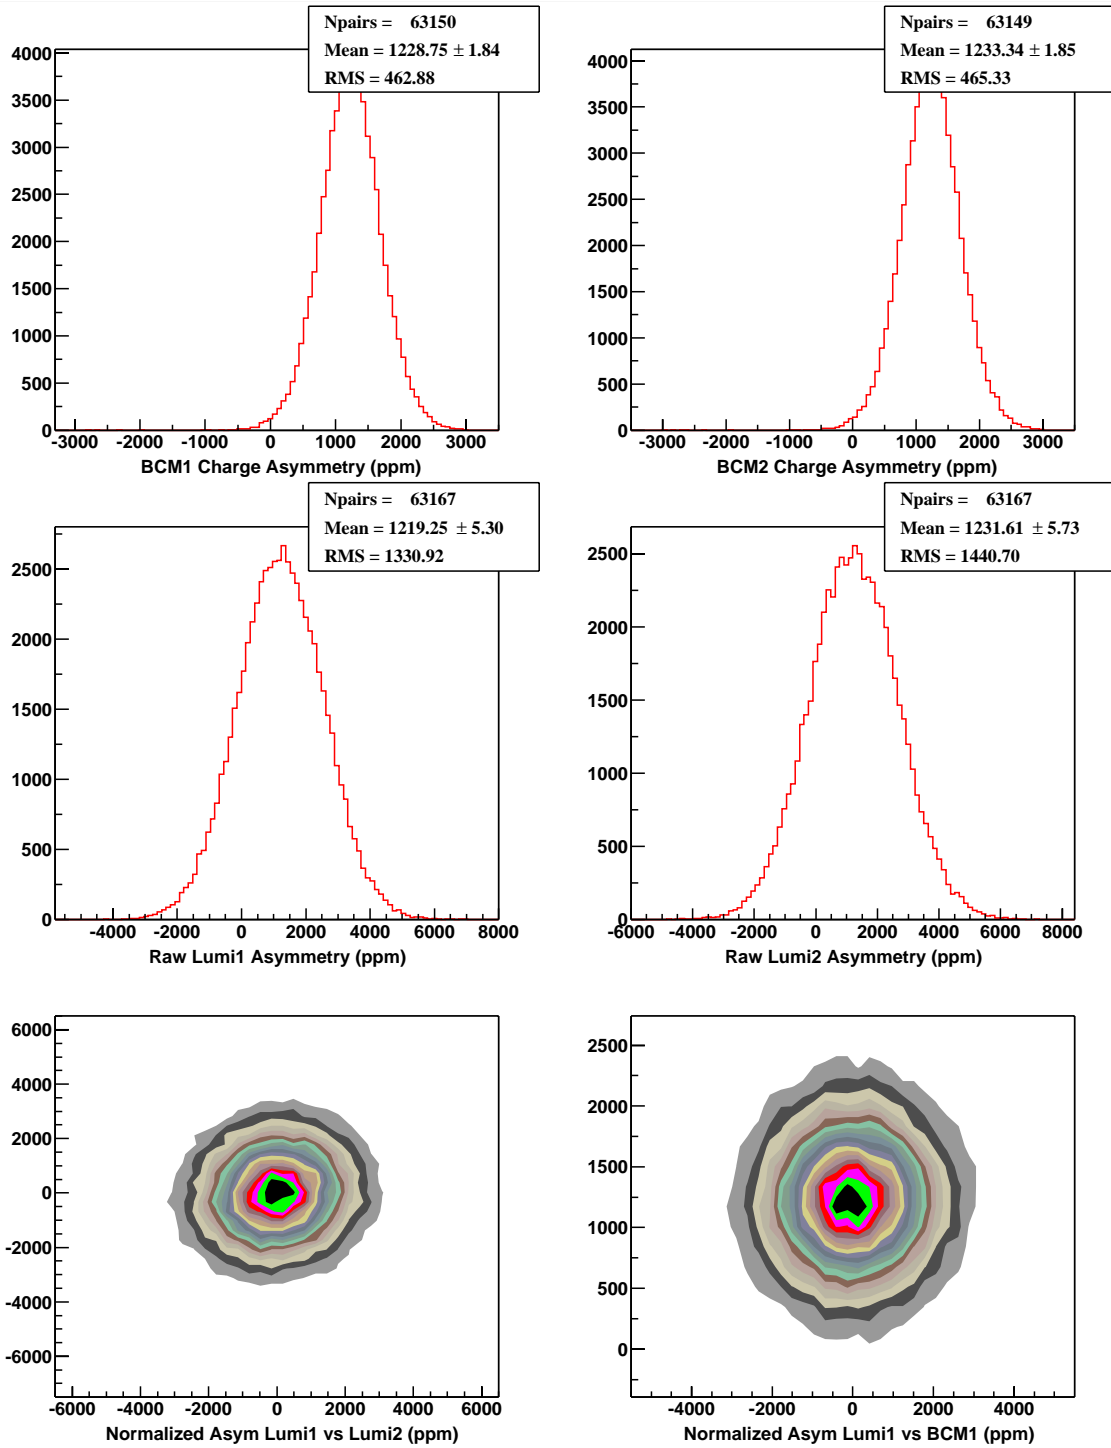 Npairs = 63150
Mean = 1228.75 ± 1.84
RMS = 462.88
4000
3500
3000
2500
2000
1500
1000
500
0
-3000 -2000 -1000 0 1000 2000 3000
BCM1 Charge Asymmetry (ppm)
Npairs = 63149
Mean = 1233.34 ± 1.85
RMS = 465.33
4000
3500
3000
2500
2000
1500
1000
500
0
-3000 -2000 -1000 0 1000 2000 3000
BCM2 Charge Asymmetry (ppm)
Npairs = 63167
Mean = 1219.25 ± 5.30
RMS = 1330.92
2500
2000
1500
1000
500
0
-4000 -2000 0 2000 4000 6000 8000
Raw Lumi1 Asymmetry (ppm)
Npairs = 63167
Mean = 1231.61 ± 5.73
RMS = 1440.70
2500
2000
1500
1000
500
0
-6000 -4000 -2000 0 2000 4000 6000 8000
Raw Lumi2 Asymmetry (ppm)
6000
4000
2000
0
-2000
-4000
-6000
-6000 -4000 -2000 0 2000 4000 6000
Normalized Asym Lumi1 vs Lumi2 (ppm)
2500
2000
1500
1000
500
0
-4000 -2000 0 2000 4000
Normalized Asym Lumi1 vs BCM1 (ppm)